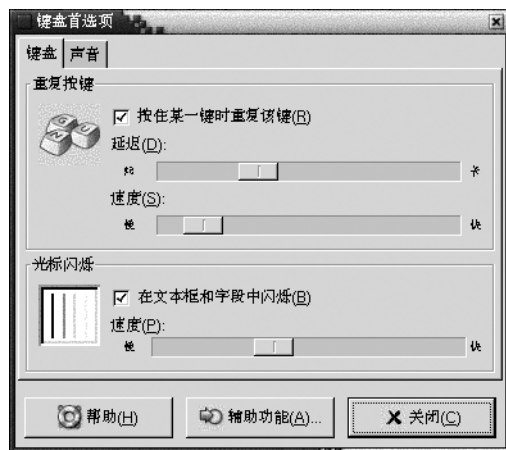 键盘首选项
键盘 声音
重复按键
按住某一键时重复该键(R)
延迟(D):
短 长
速度(S):
慢 快
光标闪烁
在文本框和字段中闪烁(B)
速度(P):
慢 快
帮助(H) 辅助功能(A)... 关闭(C)